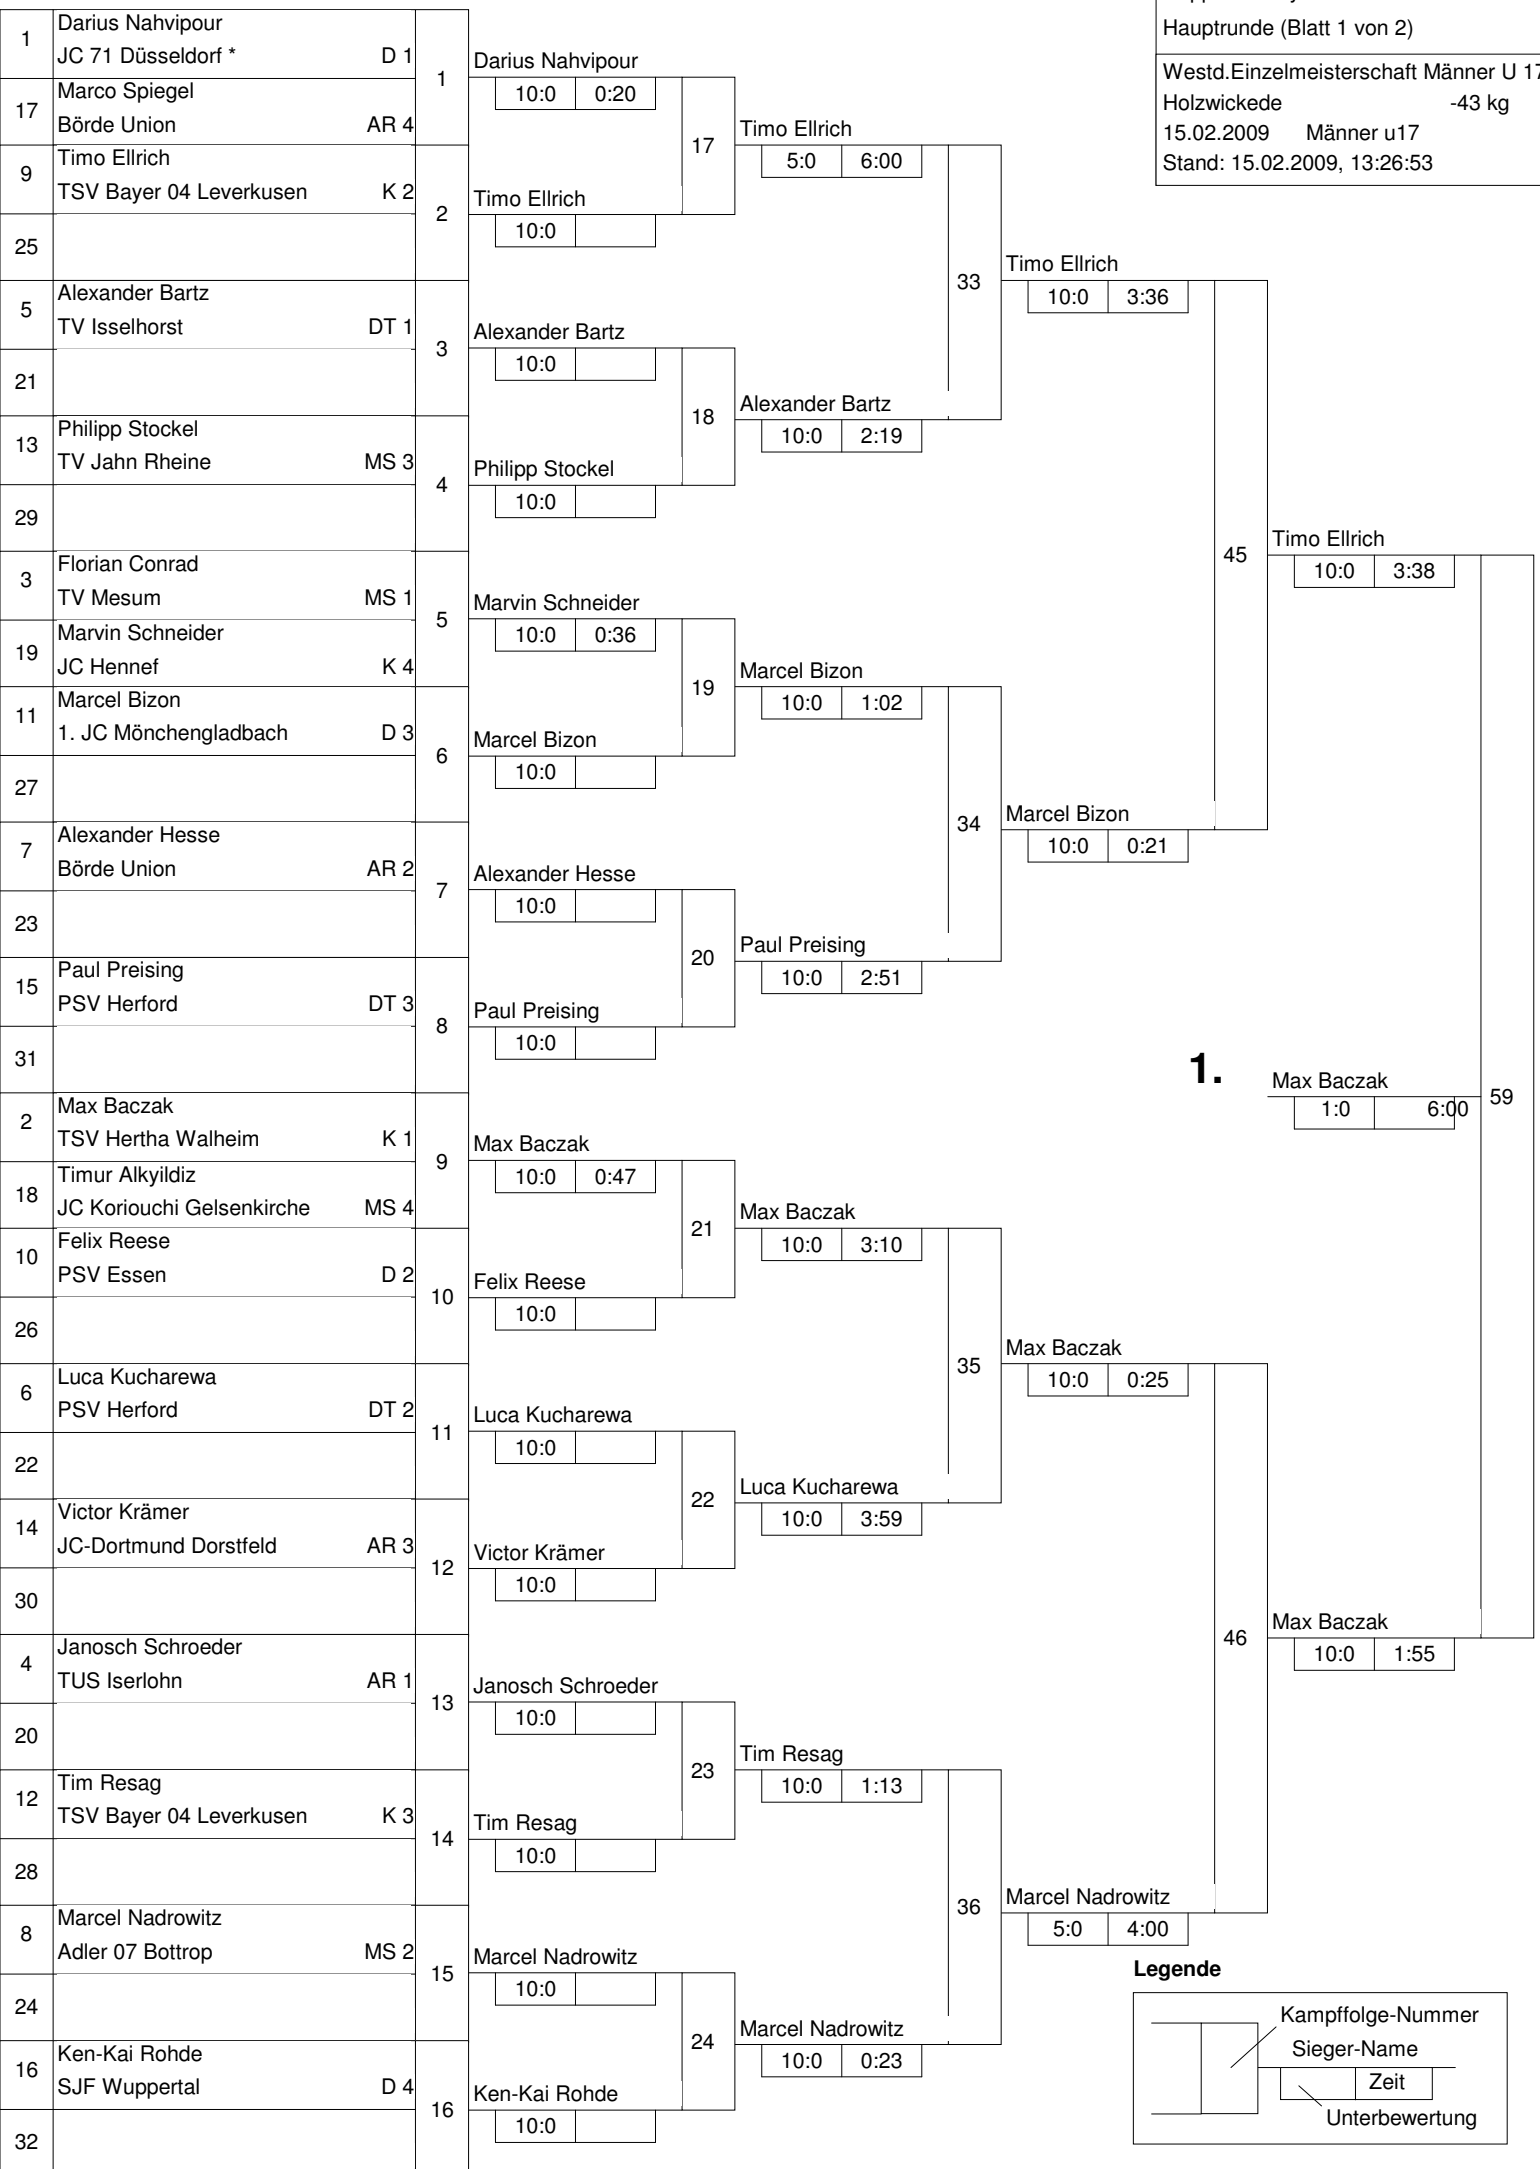 Hauptrunde (Blatt 1 von 2)
Westd.Einzelmeisterschaft Männer U 17
Holzwickede -43 kg
15.02.2009 Männer u17
Stand: 15.02.2009, 13:26:53
1 Darius Nahvipour
JC 71 Düsseldorf * D 1
17 Marco Spiegel
Börde Union AR 4
9 Timo Ellrich
TSV Bayer 04 Leverkusen K 2
25
5 Alexander Bartz
TV Isselhorst DT 1
21
13 Philipp Stockel
TV Jahn Rheine MS 3
29
3 Florian Conrad
TV Mesum MS 1
19 Marvin Schneider
JC Hennef K 4
11 Marcel Bizon
1. JC Mönchengladbach D 3
27
7 Alexander Hesse
Börde Union AR 2
23
15 Paul Preising
PSV Herford DT 3
31
2 Max Baczak
TSV Hertha Walheim K 1
18 Timur Alkyildiz
JC Koriouchi Gelsenkirche MS 4
10 Felix Reese
PSV Essen D 2
26
6 Luca Kucharewa
PSV Herford DT 2
22
14 Victor Krämer
JC-Dortmund Dorstfeld AR 3
30
4 Janosch Schroeder
TUS Iserlohn AR 1
20
12 Tim Resag
TSV Bayer 04 Leverkusen K 3
28
8 Marcel Nadrowitz
Adler 07 Bottrop MS 2
24
16 Ken-Kai Rohde
SJF Wuppertal D 4
32
1 Darius Nahvipour
10:0 0:20
2 Timo Ellrich
10:0
3 Alexander Bartz
10:0
4 Philipp Stockel
10:0
5 Marvin Schneider
10:0 0:36
6 Marcel Bizon
10:0
7 Alexander Hesse
10:0
8 Paul Preising
10:0
9 Max Baczak
10:0 0:47
10 Felix Reese
10:0
11 Luca Kucharewa
10:0
12 Victor Krämer
10:0
13 Janosch Schroeder
10:0
14 Tim Resag
10:0
15 Marcel Nadrowitz
10:0
16 Ken-Kai Rohde
10:0
17 Timo Ellrich
5:0 6:00
18 Alexander Bartz
10:0 2:19
19 Marcel Bizon
10:0 1:02
20 Paul Preising
10:0 2:51
21 Max Baczak
10:0 3:10
22 Luca Kucharewa
10:0 3:59
23 Tim Resag
10:0 1:13
24 Marcel Nadrowitz
10:0 0:23
33 Timo Ellrich
10:0 3:36
34 Marcel Bizon
10:0 0:21
35 Max Baczak
10:0 0:25
36 Marcel Nadrowitz
5:0 4:00
45 Timo Ellrich
10:0 3:38
46 Max Baczak
10:0 1:55
1. Max Baczak 59
1:0 6:00
Legende
Kampffolge-Nummer
Sieger-Name
Zeit
Unterbewertung